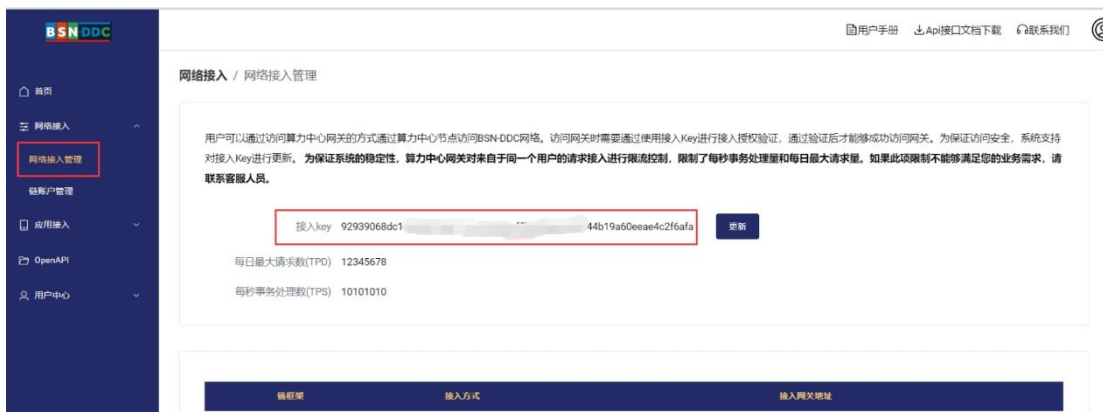 BSN-DDC
用户手册 Api接口文档下载 联系我们
网络接入 / 网络接入管理
首页
网络接入
网络接入管理
链账户管理
应用接入
OpenAPI
用户中心
用户可以通过访问算力中心网关的方式通过算力中心节点访问BSN-DDC网络。访问网关时需要通过使用接入Key进行接入授权验证，通过验证后才能够成功访问网关。为保证访问安全，系统支持
对接入Key进行更新。为保证系统的稳定性，算力中心网关对来自于同一个用户的请求接入进行限流控制，限制了每秒事务处理量和每日最大请求量。如果此项限制不能够满足您的业务需求，请
联系客服人员。
接入key 92939068dc1 44b19a60eeae4c2f6afa 更新
每日最大请求数(TPD) 12345678
每秒事务处理数(TPS) 10101010
链框架 接入方式 接入网关地址